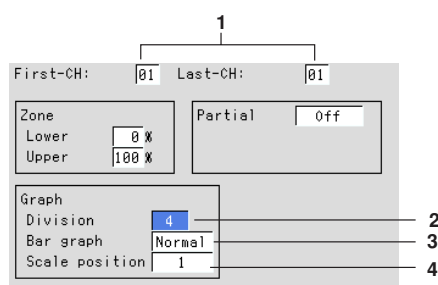 1
First-CH: 01 Last-CH: 01
Zone
Lower 0 %
Upper 100 %
Partial Off
Graph
Division 4 2
Bar graph Normal 3
Scale position 1 4